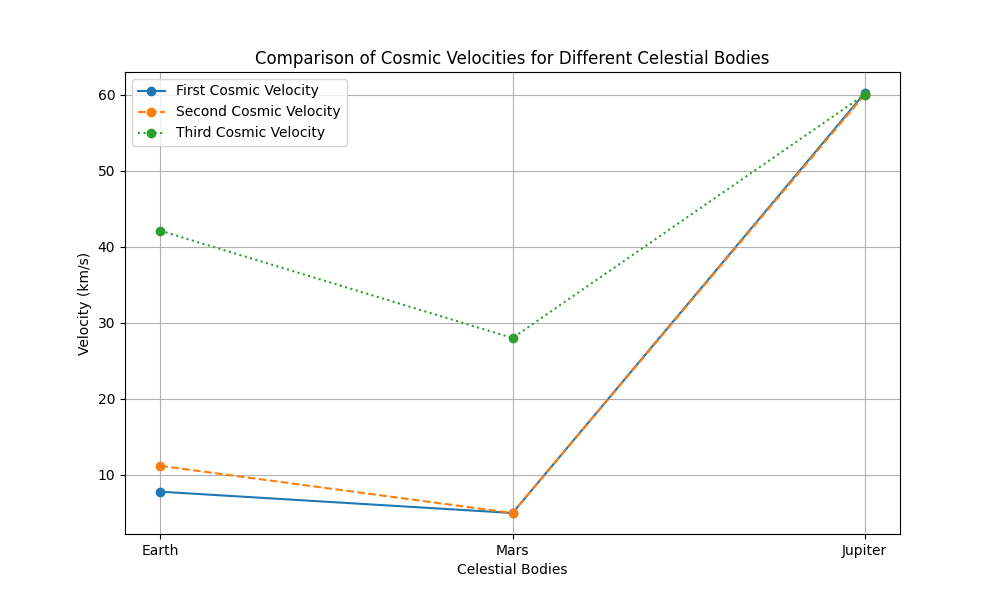 Comparison of Cosmic Velocities for Different Celestial Bodies
First Cosmic Velocity
Second Cosmic Velocity
Third Cosmic Velocity
60
50
40
30
20
10
Velocity (km/s)
Earth
Mars
Jupiter
Celestial Bodies